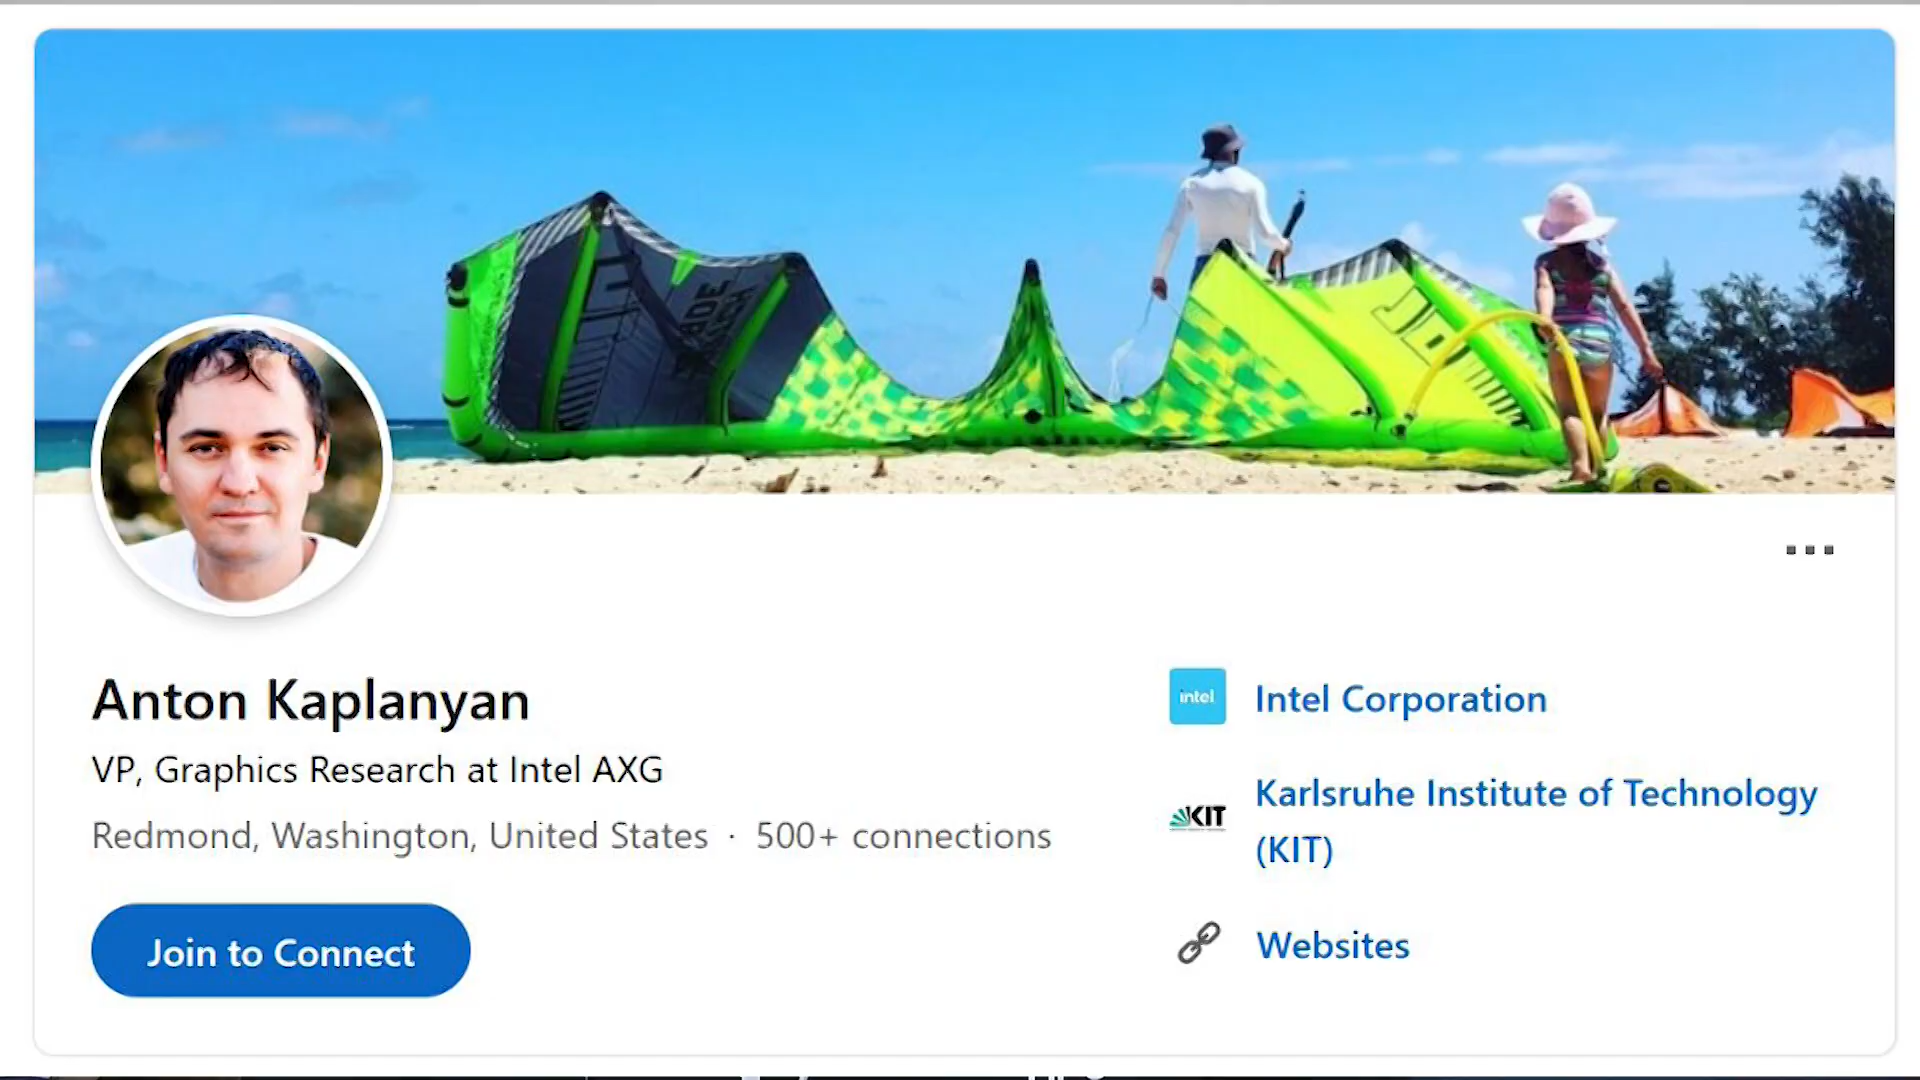 Anton Kaplanyan
VP, Graphics Research at Intel AXG
Redmond, Washington, United States · 500+ connections
Join to Connect
intel
Intel Corporation
KIT
Karlsruhe Institute of Technology
(KIT)
Websites